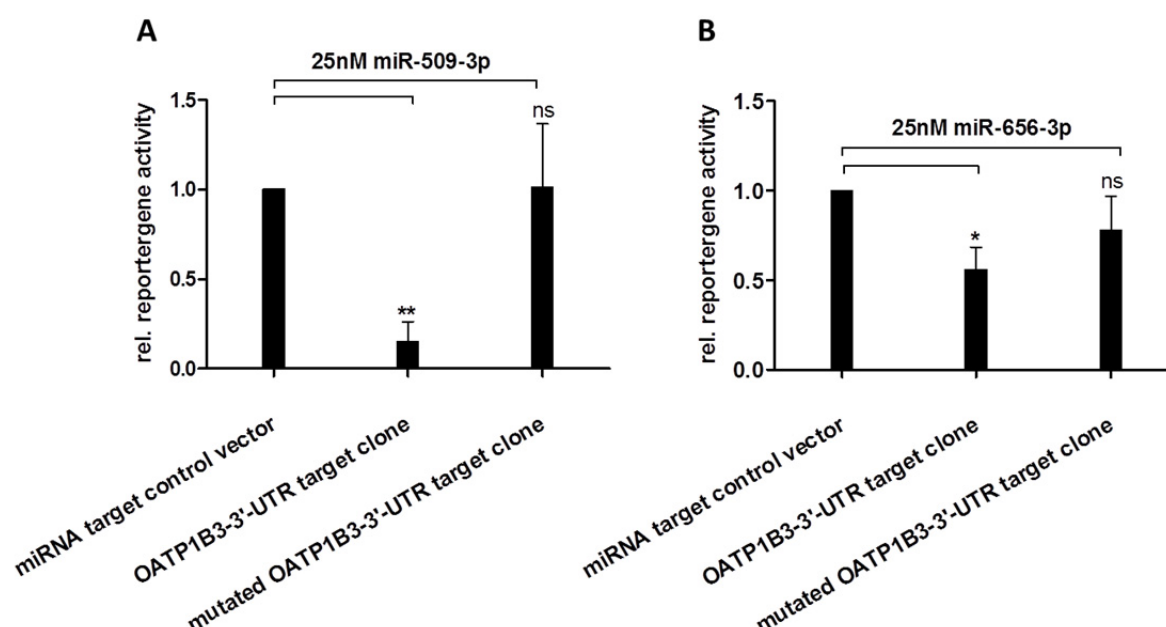 A
25nM miR-509-3p
rel. reportergene activity
1.5
1.0
0.5
0.0
**
ns
miRNA target control vector
OATP1B3-3'-UTR target clone
mutated OATP1B3-3'-UTR target clone
B
25nM miR-656-3p
rel. reportergene activity
1.5
1.0
0.5
0.0
*
ns
miRNA target control vector
OATP1B3-3'-UTR target clone
mutated OATP1B3-3'-UTR target clone